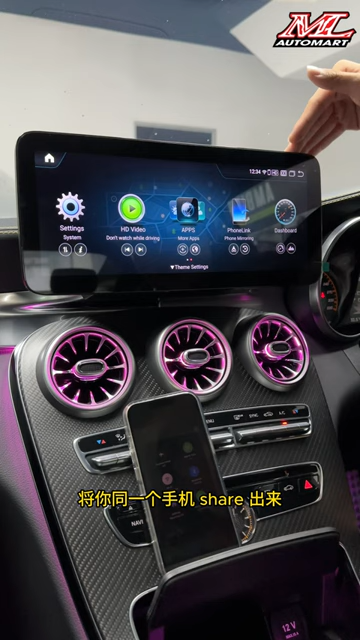 ML
AUTOMART
12:34
Settings
System
HD Video
Don't watch while driving
APPS
More Apps
PhoneLink
Phone Mirroring
Dashboard
▼Theme Settings
将你同一个手机 share 出来
NAVI
12 V